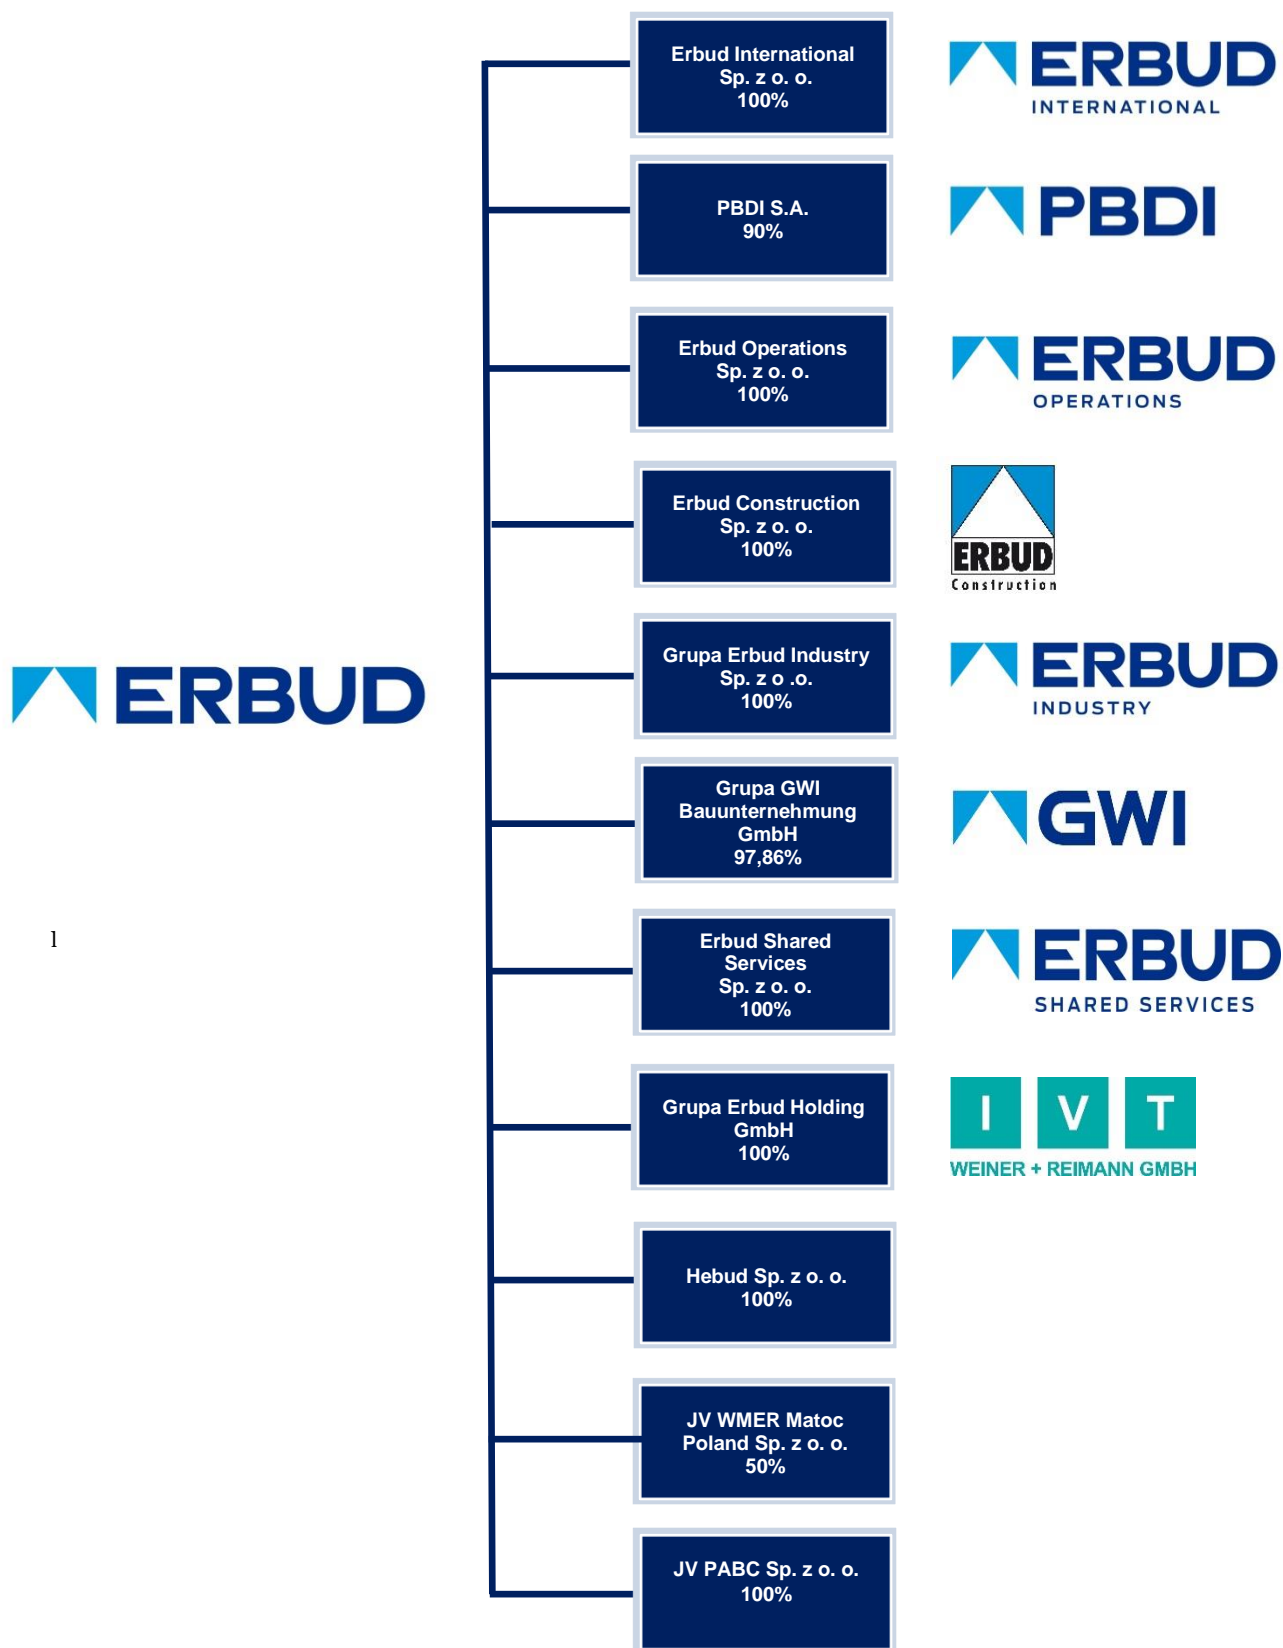 Erbud International
Sp. z o. o.
100%
ERBUD
INTERNATIONAL
PBDI S.A.
90%
PBDI
Erbud Operations
Sp. z o. o.
100%
ERBUD
OPERATIONS
Erbud Construction
Sp. z o. o.
100%
ERBUD
Construction
Grupa Erbud Industry
Sp. z o .o.
100%
ERBUD
INDUSTRY
ERBUD
Grupa GWI
Bauunternehmung
GmbH
97,86%
GWI
l
Erbud Shared
Services
Sp. z o. o.
100%
ERBUD
SHARED SERVICES
Grupa Erbud Holding
GmbH
100%
I V T
WEINER + REIMANN GMBH
Hebud Sp. z o. o.
100%
JV WMER Matoc
Poland Sp. z o. o.
50%
JV PABC Sp. z o. o.
100%